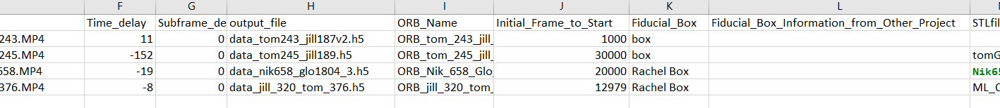 F G H I J K L
Time_delay Subframe_de output_file ORB_Name Initial_Frame_to_Start Fiducial_Box Fiducial_Box_Information_from_Other_Project STLfil
243.MP4 11 0 data_tom243_jill187v2.h5 ORB_tom_243_jill_ 1000 box
245.MP4 -152 0 data_tom245_jill189.h5 ORB_tom_245_jill_ 30000 box tomG
658.MP4 -19 0 data_nik658_glo1804_3.h5 ORB_Nik_658_Glo_ 20000 Rachel Box Nik65
376.MP4 -8 0 data_jill_320_tom_376.h5 ORB_jill_320_tom_ 12979 Rachel Box ML_C